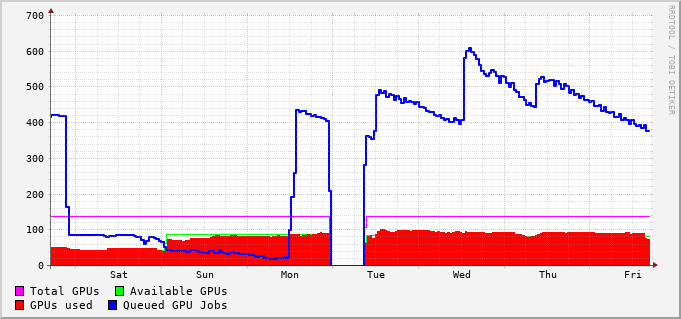 700
600
500
400
300
200
100
0
Sat Sun Mon Tue Wed Thu Fri
Total GPUs Available GPUs
GPUs used Queued GPU Jobs
RRDTOOL / TOBI OETIKER